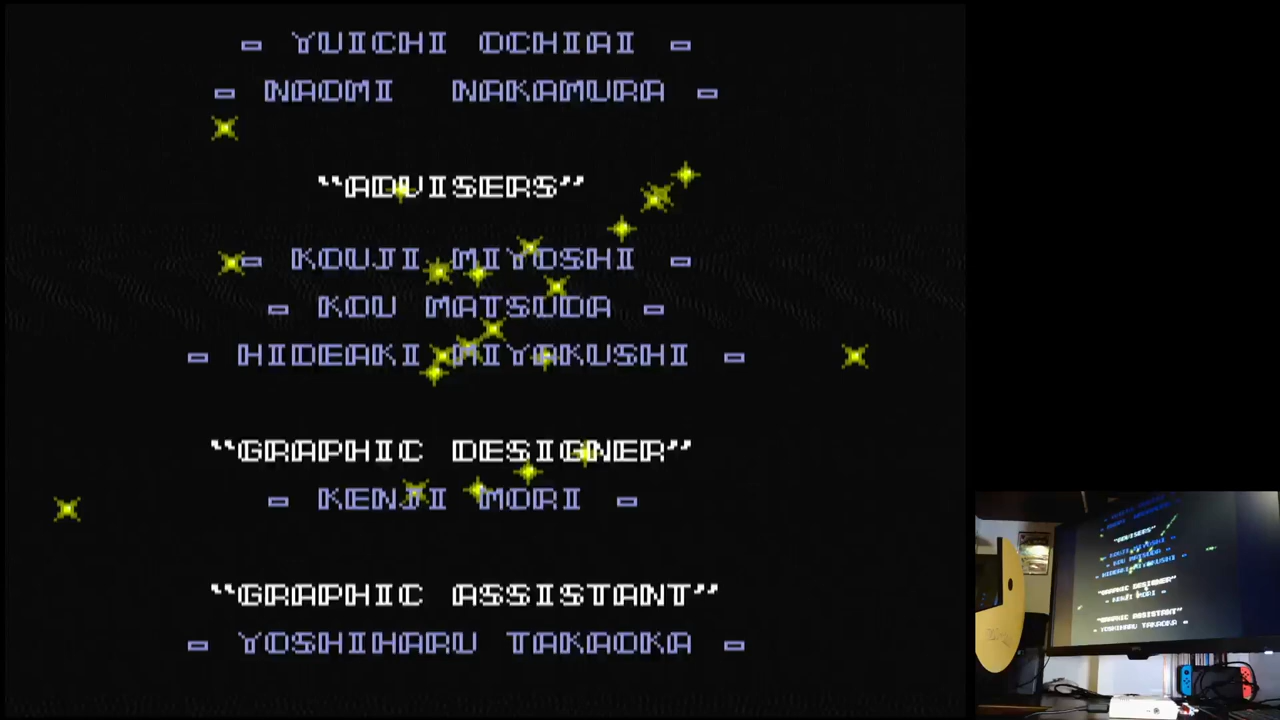 - YUICHI OCHIAI -
- NAOMI NAKAMURA -
"ADVISERS"
- KOUJI MIYOSHI -
- KOU MATSUDA -
- HIDEAKI MIYAKUSHI -
"GRAPHIC DESIGNER"
- KENJI MORI -
"GRAPHIC ASSISTANT"
- YOSHIHARU TAKAOKA -